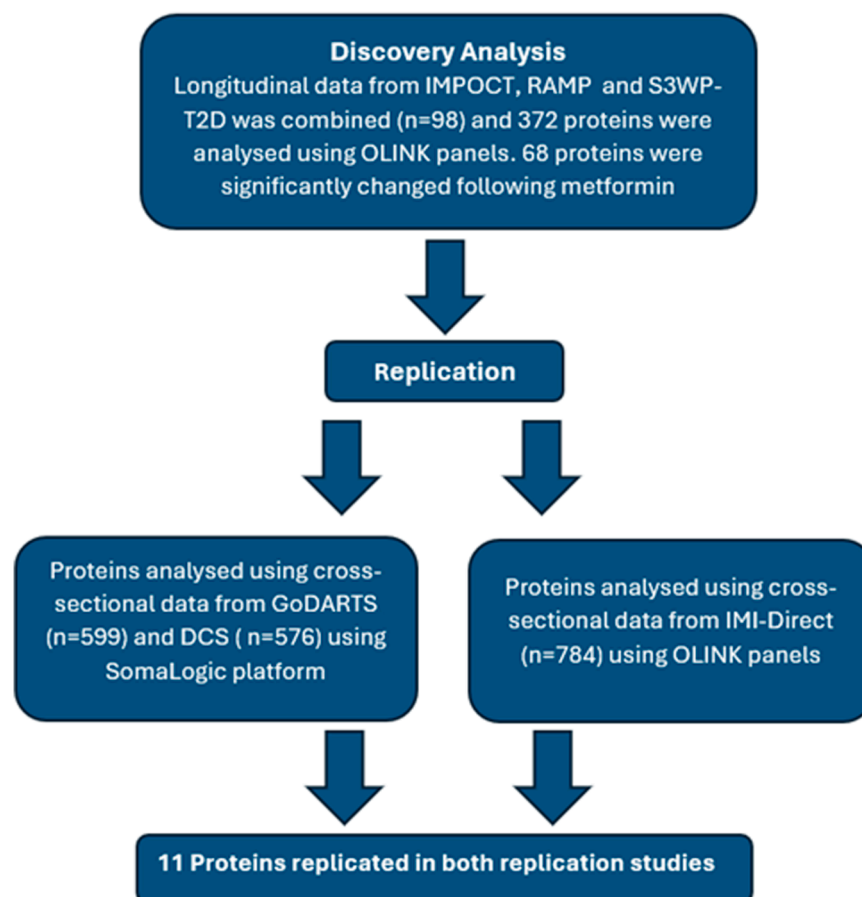 Discovery Analysis
Longitudinal data from IMPOCT, RAMP and S3WP-
T2D was combined (n=98) and 372 proteins were
analysed using OLINK panels. 68 proteins were
significantly changed following metformin
Replication
Proteins analysed using cross-
sectional data from GoDARTS
(n=599) and DCS ( n=576) using
SomaLogic platform
Proteins analysed using cross-
sectional data from IMI-Direct
(n=784) using OLINK panels
11 Proteins replicated in both replication studies